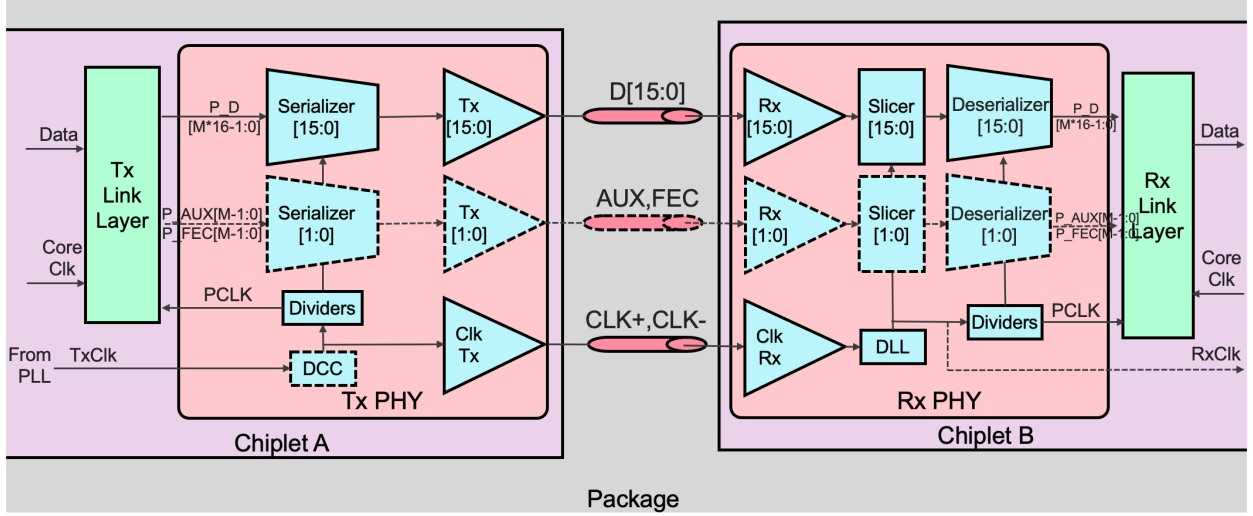 D[15:0]
AUX,FEC
CLK+,CLK-
Data
Core
Clk
From
PLL
TxClk
Tx
Link
Layer
P_D
[M*16-1:0]
P_AUX[M-1:0]
P_FEC[M-1:0]
PCLK
Serializer
[15:0]
Serializer
[1:0]
Dividers
DCC
Tx
[15:0]
Tx
[1:0]
Clk
Tx
Tx PHY
Chiplet A
Rx
[15:0]
Rx
[1:0]
Clk
Rx
Slicer
[15:0]
Slicer
[1:0]
DLL
Deserializer
[15:0]
Deserializer
[1:0]
Dividers
P_D
[M*16-1:0]
P_AUX[M-1:0]
P_FEC[M-1:0]
PCLK
Rx
Link
Layer
Data
Core
Clk
RxClk
Rx PHY
Chiplet B
Package